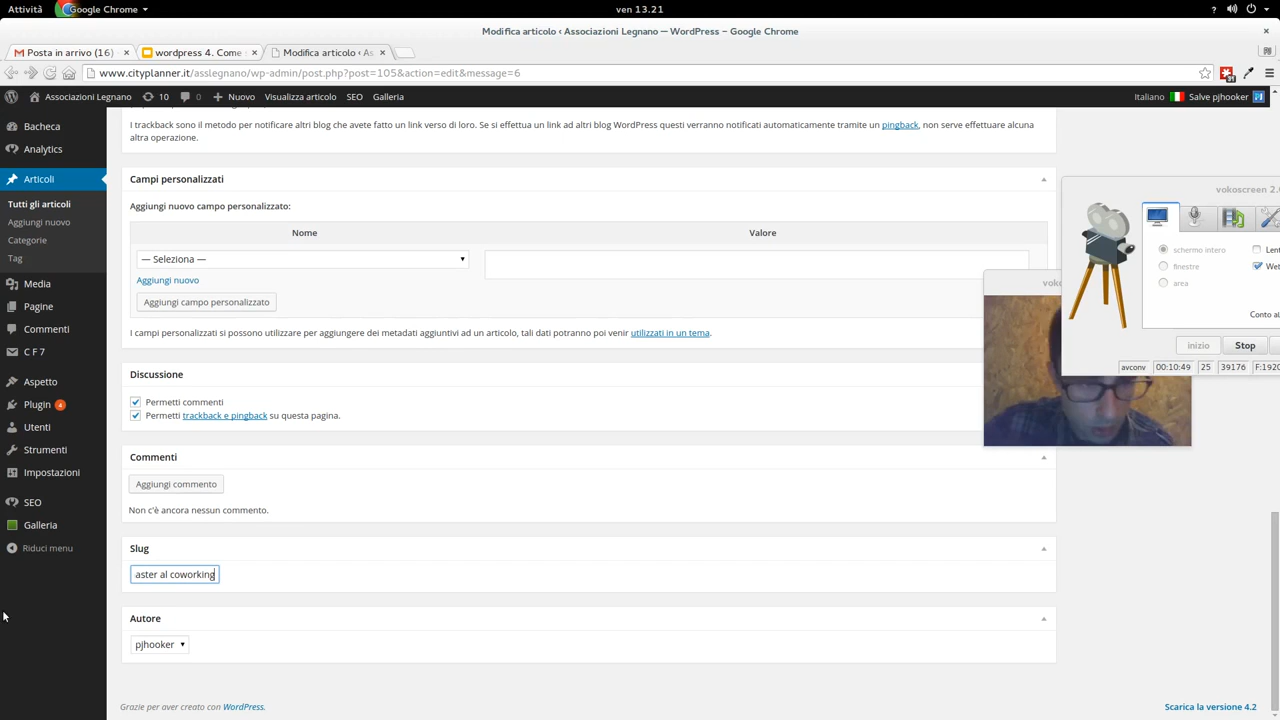 Attività Google Chrome ven 13.21 ?
Modifica articolo ‹ Associazioni Legnano — WordPress – Google Chrome ×
Posta in arrivo (16) × wordpress 4. Come × Modifica articolo ‹ As ×
www.cityplanner.it/asslegnano/wp-admin/post.php?post=105&action=edit&message=6
Associazioni Legnano 10 0 + Nuovo Visualizza articolo SEO Galleria Italiano Salve pjhooker
Bacheca
Analytics
Articoli
Tutti gli articoli
Aggiungi nuovo
Categorie
Tag
Media
Pagine
Commenti
C F 7
Aspetto
Plugin 4
Utenti
Strumenti
Impostazioni
SEO
Galleria
Riduci menu
I trackback sono il metodo per notificare altri blog che avete fatto un link verso di loro. Se si effettua un link ad altri blog WordPress questi verranno notificati automaticamente tramite un pingback, non serve effettuare alcuna
altra operazione.
Campi personalizzati
Aggiungi nuovo campo personalizzato:
Nome Valore
— Seleziona —
Aggiungi nuovo
Aggiungi campo personalizzato
I campi personalizzati si possono utilizzare per aggiungere dei metadati aggiuntivi ad un articolo, tali dati potranno poi venir utilizzati in un tema.
Discussione
Permetti commenti
Permetti trackback e pingback su questa pagina.
Commenti
Aggiungi commento
Non c'è ancora nessun commento.
Slug
aster al coworking
Autore
pjhooker
Grazie per aver creato con WordPress. Scarica la versione 4.2
vokoscreen 2.0
schermo intero Lent
finestre Web
area
Conto al
inizio Stop
avconv 00:10:49 25 39176 F:1920
voko